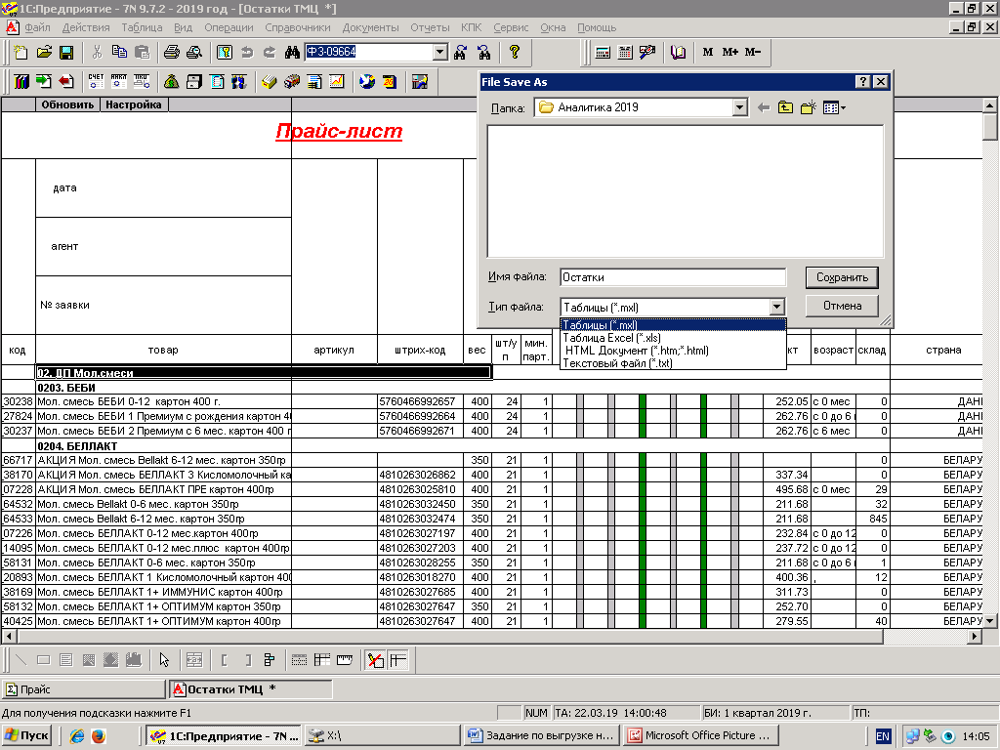 1С:Предприятие - 7N 9.7.2 - 2019 год - [Остатки ТМЦ *]
Файл Действия Таблица Вид Операции Справочники Документы Отчеты КПК Сервис Окна Помощь
ФЗ-09664
М М+ М-
Обновить Настройка
File Save As
Папка: Аналитика 2019
Имя файла: Остатки Сохранить
Тип файла: Таблицы (*.mxl) Отмена
Таблицы (*.mxl)
Таблица Excel (*.xls)
HTML Документ (*.htm;*.html)
Текстовый файл (*.txt)
Прайс-лист
дата
агент
№ заявки
код товар артикул штрих-код вес шт/у п мин. парт. кт возраст склад страна
02. ДП Мол.смеси
0203. БЕБИ
30238 Мол. смесь БЕБИ 0-12 картон 400 г. 5760466992657 400 24 1 252.05 с 0 мес 0 ДАНИ
27824 Мол. смесь БЕБИ 1 Премиум с рождения картон 40 5760466992664 400 24 1 262.76 с 0 до 6 0 ДАНИ
30237 Мол. смесь БЕБИ 2 Премиум с 6 мес. картон 400 г 5760466992671 400 24 1 262.76 с 6 мес 0 ДАНИ
0204. БЕЛЛАКТ
66717 АКЦИЯ Мол. смесь Bellakt 6-12 мес. картон 350гр 350 21 1 0 БЕЛАРУ
38170 АКЦИЯ Мол. смесь БЕЛЛАКТ 3 Кисломолочный ка 4810263026862 400 21 1 337.34 0 БЕЛАРУ
07228 АКЦИЯ Мол. смесь БЕЛЛАКТ ПРЕ картон 400гр 4810263025810 400 21 1 495.68 с 0 мес 29 БЕЛАРУ
64532 Мол. смесь Bellakt 0-6 мес. картон 350гр 4810263032450 350 21 1 211.68 32 БЕЛАРУ
64533 Мол. смесь Bellakt 6-12 мес. картон 350гр 4810263032474 350 21 1 211.68 845 БЕЛАРУ
07226 Мол. смесь БЕЛЛАКТ 0-12 мес.картон 400гр 4810263027197 400 21 1 232.84 с 0 до 12 0 БЕЛАРУ
14095 Мол. смесь БЕЛЛАКТ 0-12 мес.плюс картон 400гр 4810263027203 400 21 1 237.72 с 0 до 12 0 БЕЛАРУ
58131 Мол. смесь БЕЛЛАКТ 0-6 мес. картон 350гр 4810263028255 350 21 1 211.68 с 0 до 6 1 БЕЛАРУ
20893 Мол. смесь БЕЛЛАКТ 1 Кисломолочный картон 400 4810263018270 400 21 1 400.36 , 12 БЕЛАРУ
38169 Мол. смесь БЕЛЛАКТ 1+ ИММУНИС картон 400гр 4810263027685 400 21 1 311.73 0 БЕЛАРУ
58132 Мол. смесь БЕЛЛАКТ 1+ ОПТИМУМ картон 350гр 4810263027647 350 21 1 252.70 0 БЕЛАРУ
40425 Мол. смесь БЕЛЛАКТ 1+ ОПТИМУМ картон 400гр 4810263027647 400 21 1 279.55 40 БЕЛАРУ
Прайс Остатки ТМЦ *
Для получения подсказки нажмите F1 NUM ТА: 22.03.19 14:00:48 БИ: 1 квартал 2019 г. ТП:
Пуск 1С:Предприятие - 7N ... X:\ Задание по выгрузке н... Microsoft Office Picture ... EN 14:05